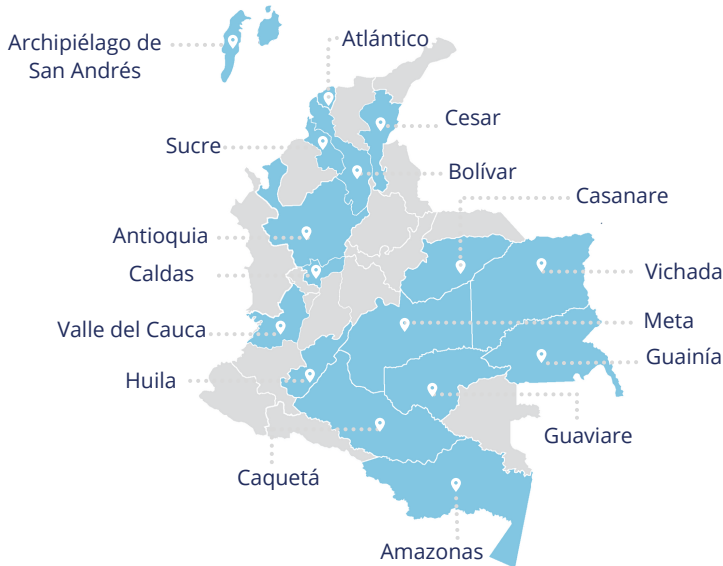 Archipiélago de
San Andrés
Atlántico
Cesar
Sucre
Bolívar
Casanare
Antioquia
Caldas
Vichada
Valle del Cauca
Meta
Guainía
Huila
Guaviare
Caquetá
Amazonas